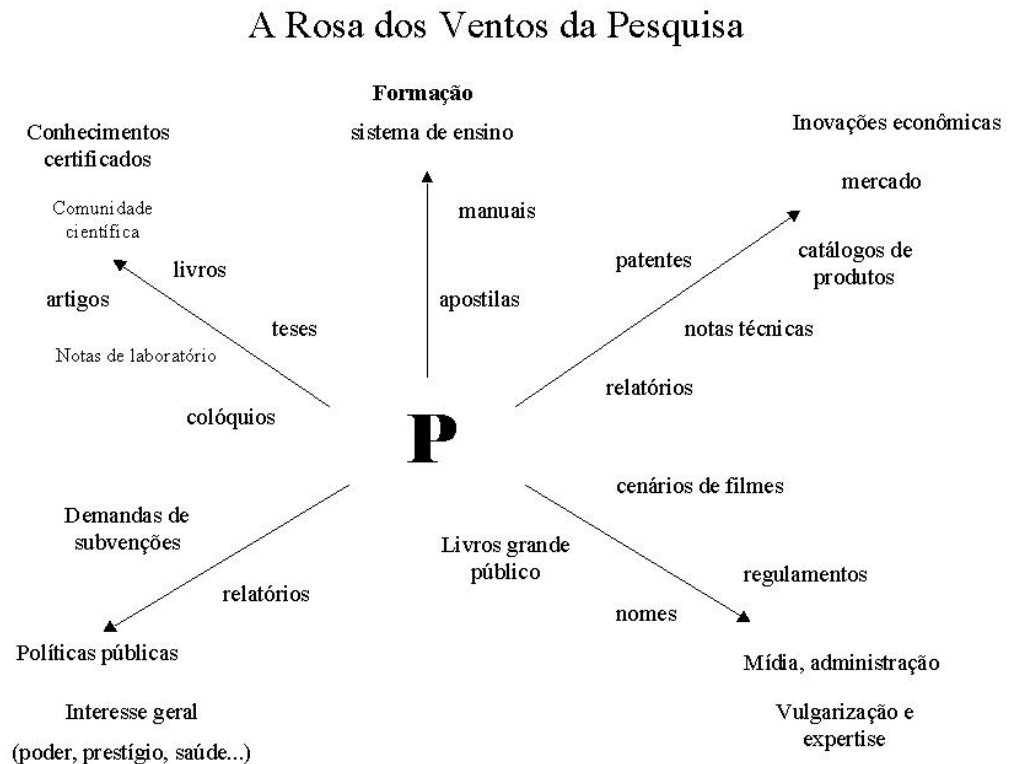 A Rosa dos Ventos da Pesquisa
Formação
sistema de ensino
manuais
apostilas
Conhecimentos
certificados
Comunidade
científica
livros
artigos
teses
Notas de laboratório
colóquios
Inovações econômicas
mercado
catálogos de
produtos
patentes
notas técnicas
relatórios
P
Demandas de
subvenções
relatórios
Políticas públicas
Interesse geral
(poder, prestígio, saúde...)
cenários de filmes
Livros grande
público
regulamentos
nomes
Mídia, administração
Vulgarização e
expertise